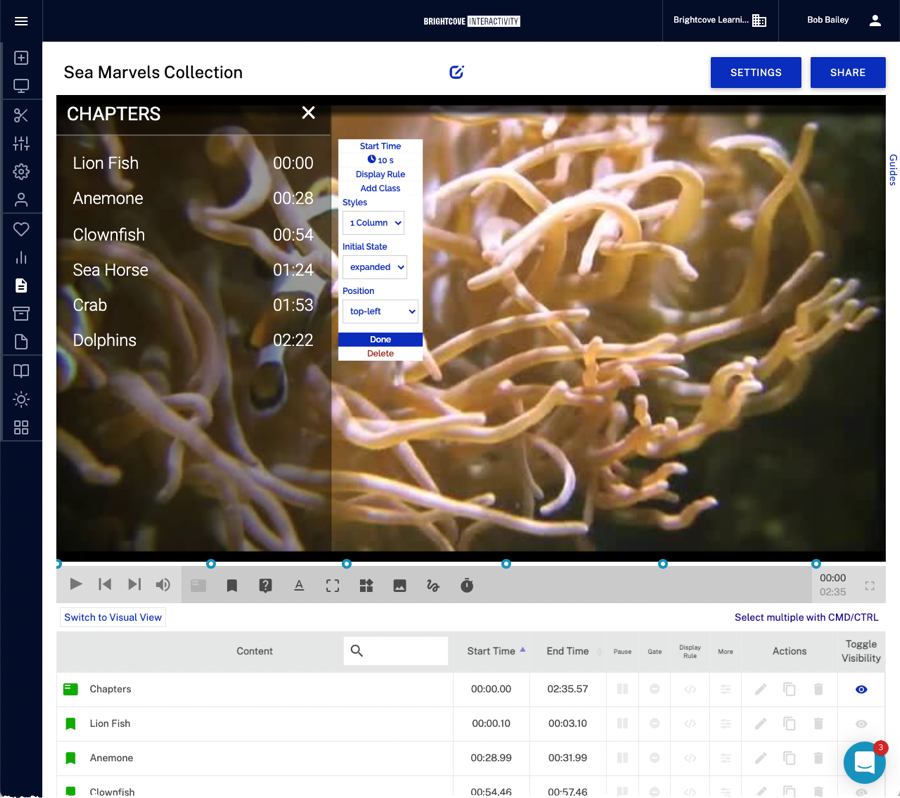 BRIGHTCOVE INTERACTIVITY
Brightcove Learni...
Bob Bailey
Sea Marvels Collection
SETTINGS
SHARE
CHAPTERS
Lion Fish 00:00
Anemone 00:28
Clownfish 00:54
Sea Horse 01:24
Crab 01:53
Dolphins 02:22
Start Time
10 s
Display Rule
Add Class
Styles
1 Column
Initial State
expanded
Position
top-left
Done
Delete
Guides
00:00
02:35
Switch to Visual View
Select multiple with CMD/CTRL
Content Start Time End Time Pause Gate Display Rule More Actions Toggle Visibility
Chapters 00:00.00 02:35.57
Lion Fish 00:00.10 00:03.10
Anemone 00:28.99 00:31.99
3
Clownfish 00:54.46 00:57.46